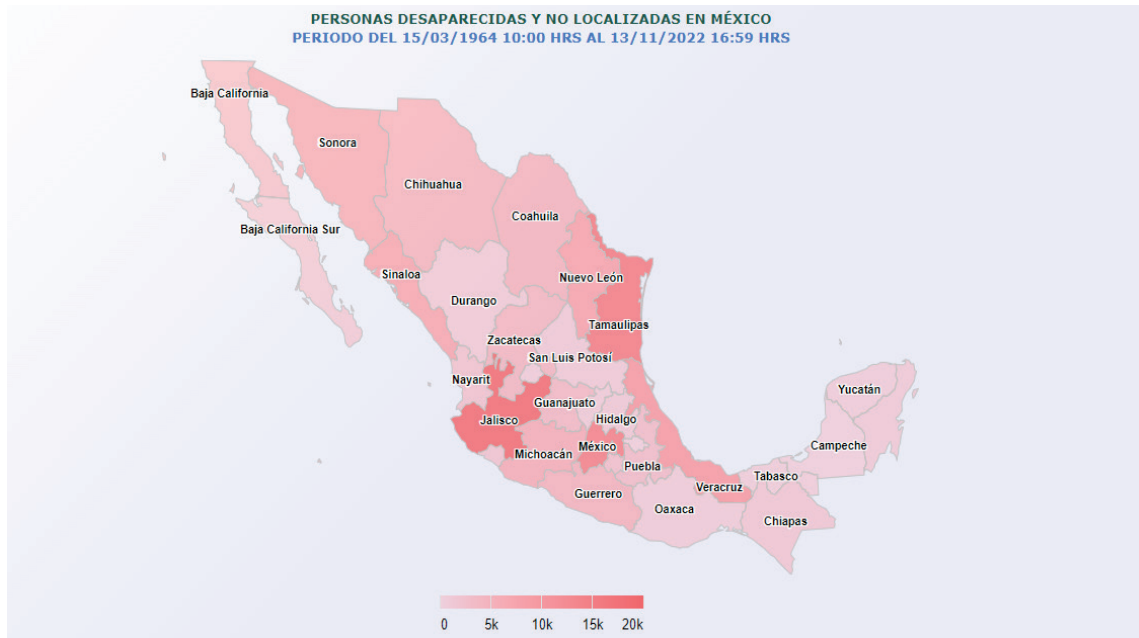 PERSONAS DESAPARECIDAS Y NO LOCALIZADAS EN MÉXICO
PERIODO DEL 15/03/1964 10:00 HRS AL 13/11/2022 16:59 HRS
Baja California
Sonora
Chihuahua
Coahuila
Baja California Sur
Sinaloa
Nuevo León
Durango
Tamaulipas
Zacatecas
San Luis Potosí
Nayarit
Yucatán
Guanajuato
Jalisco
Hidalgo
México
Campeche
Michoacán
Puebla
Tabasco
Veracruz
Guerrero
Oaxaca
Chiapas
0 5k 10k 15k 20k